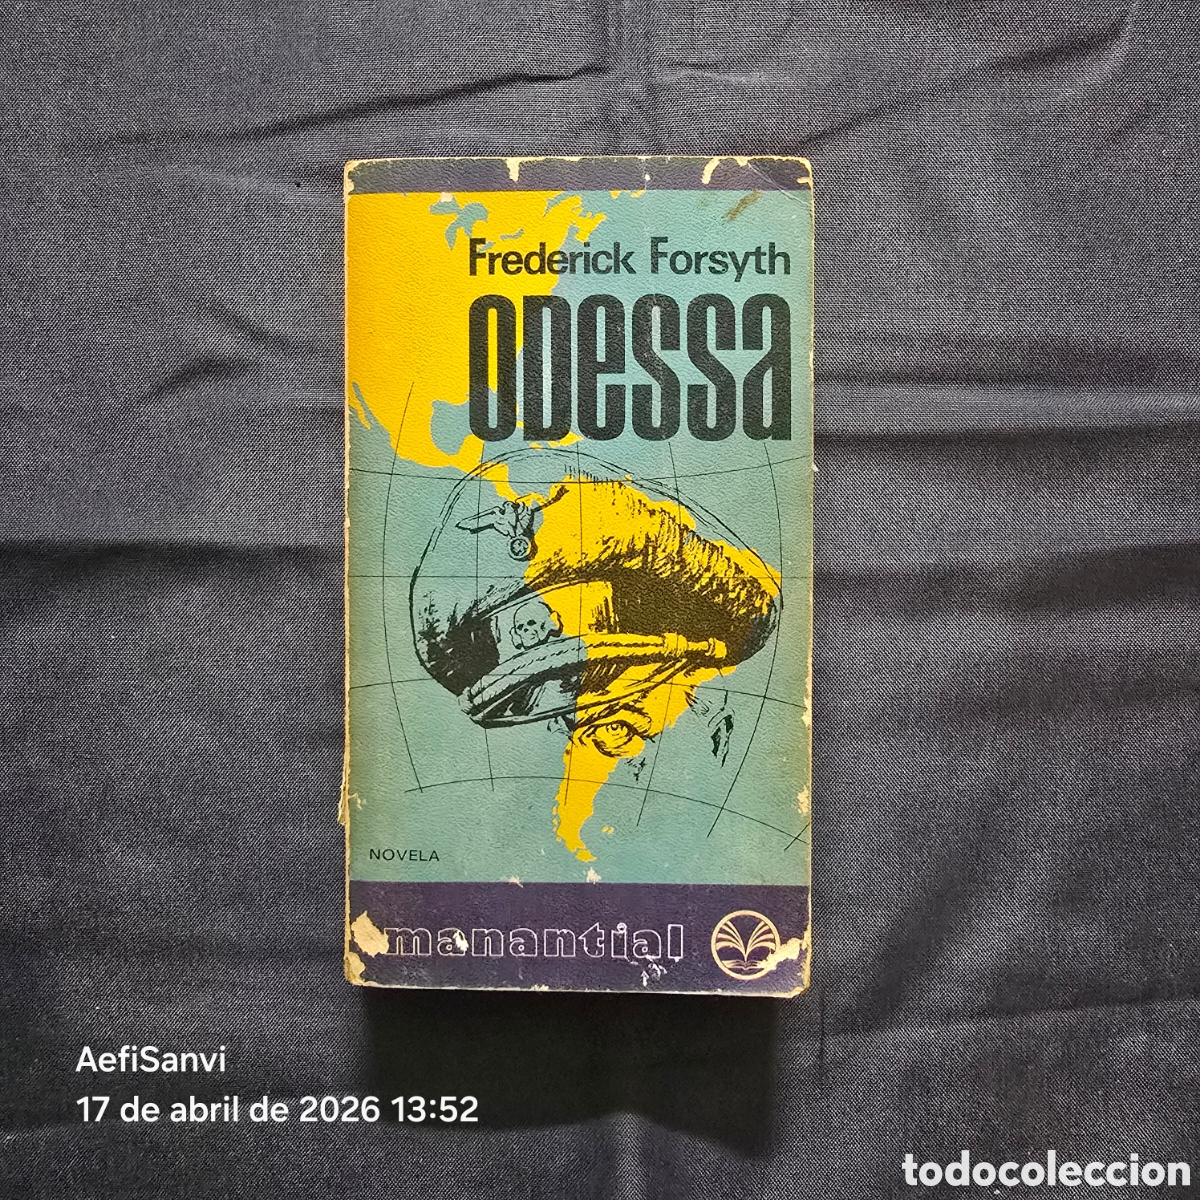 Frederick Forsyth
ODESSA
NOVELA
manantial
AefiSanvi
17 de abril de 2026 13:52
todocoleccion